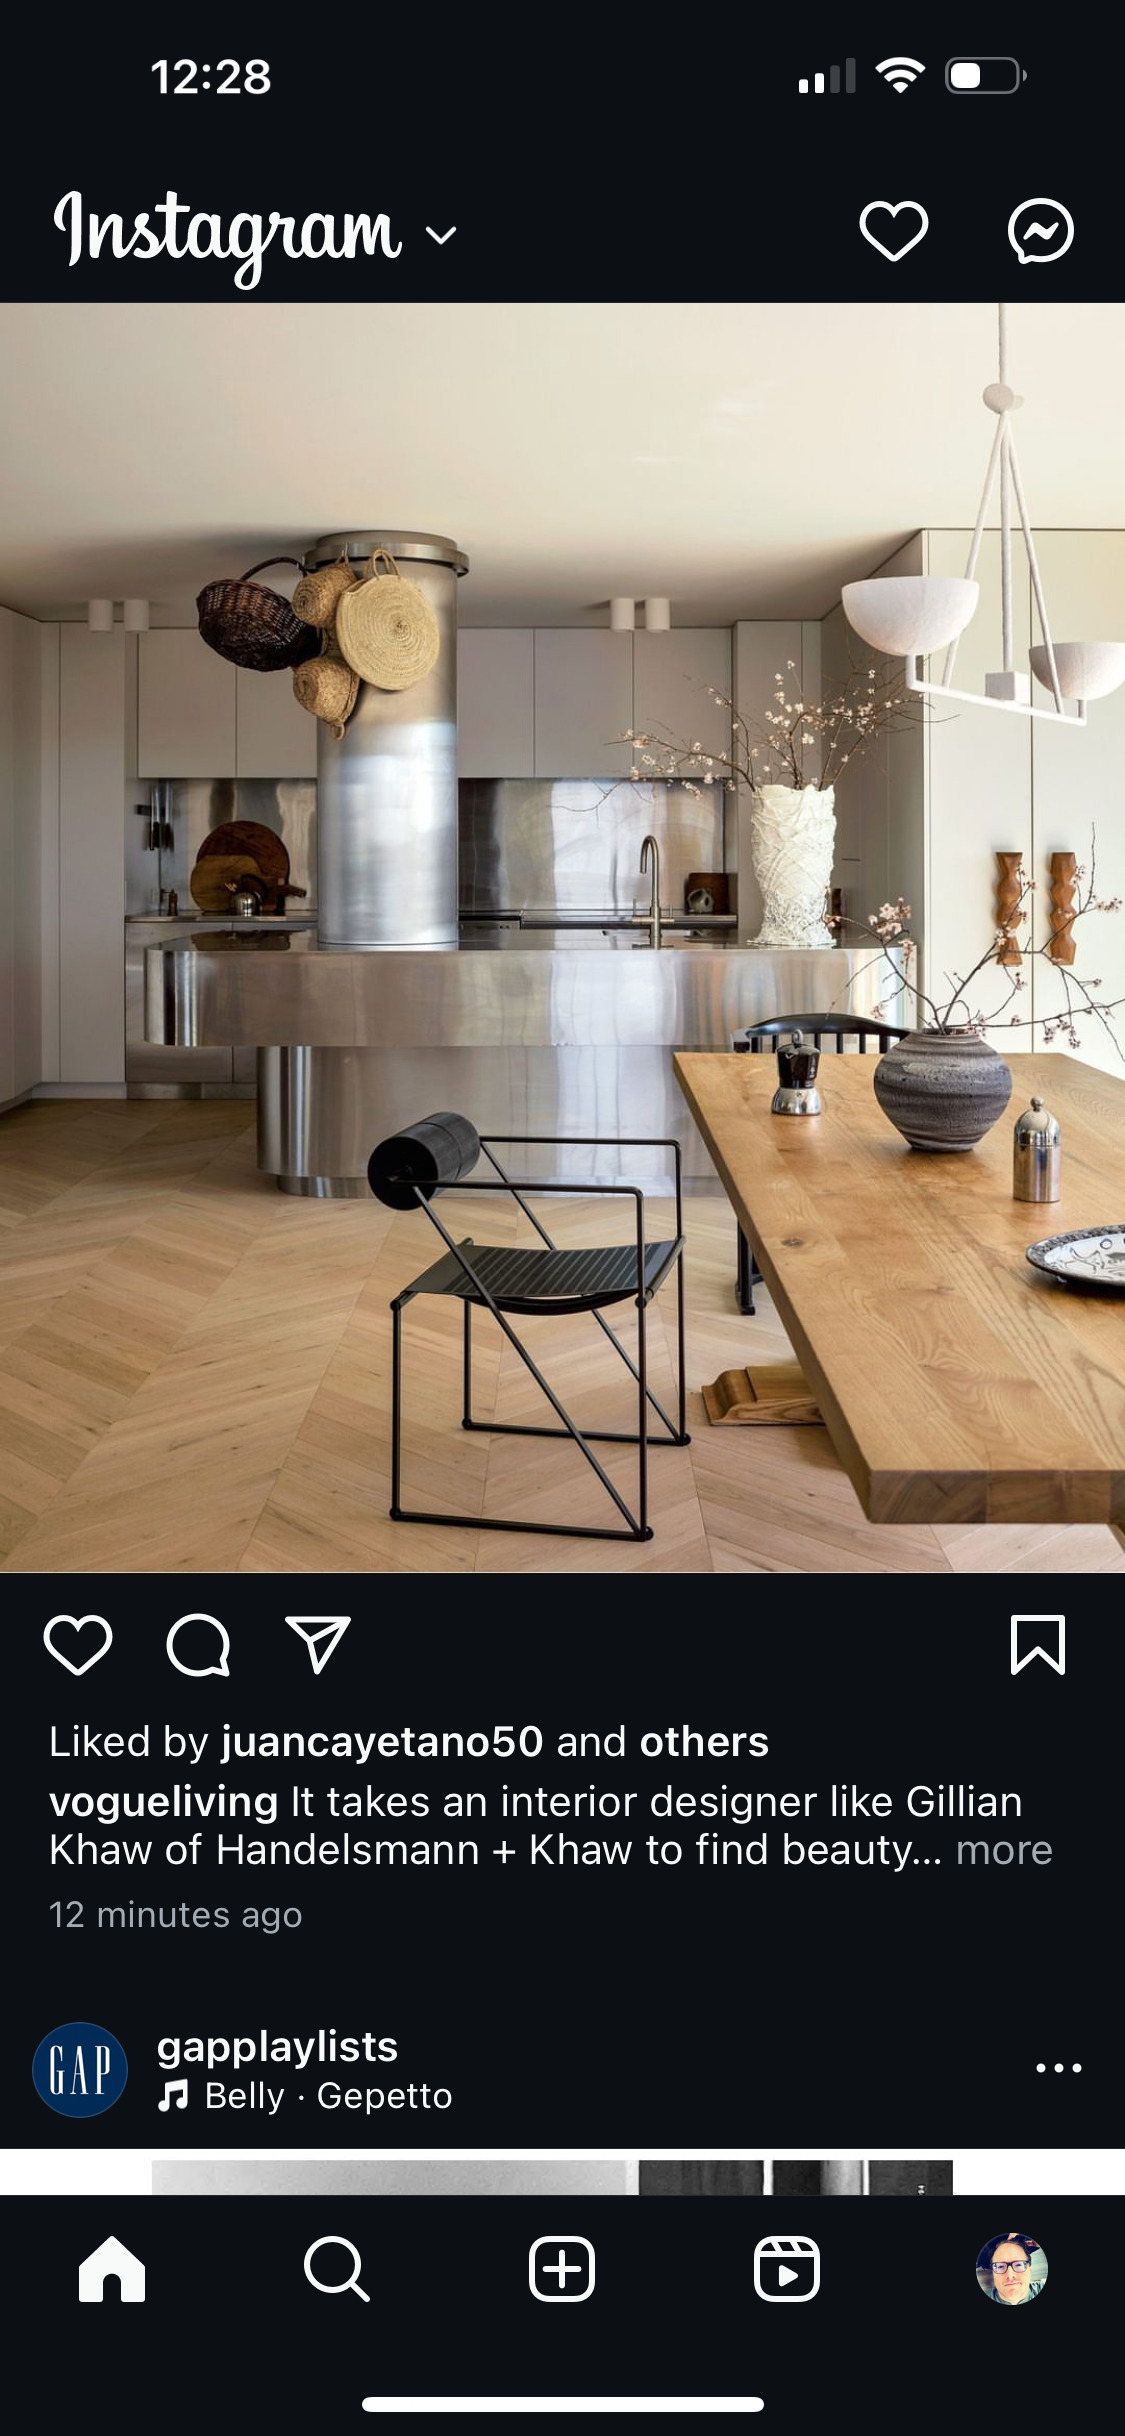 12:28
Instagram
Liked by juancayetano50 and others
vogueliving It takes an interior designer like Gillian
Khaw of Handelsmann + Khaw to find beauty... more
12 minutes ago
GAP
gapplaylists
Belly · Gepetto